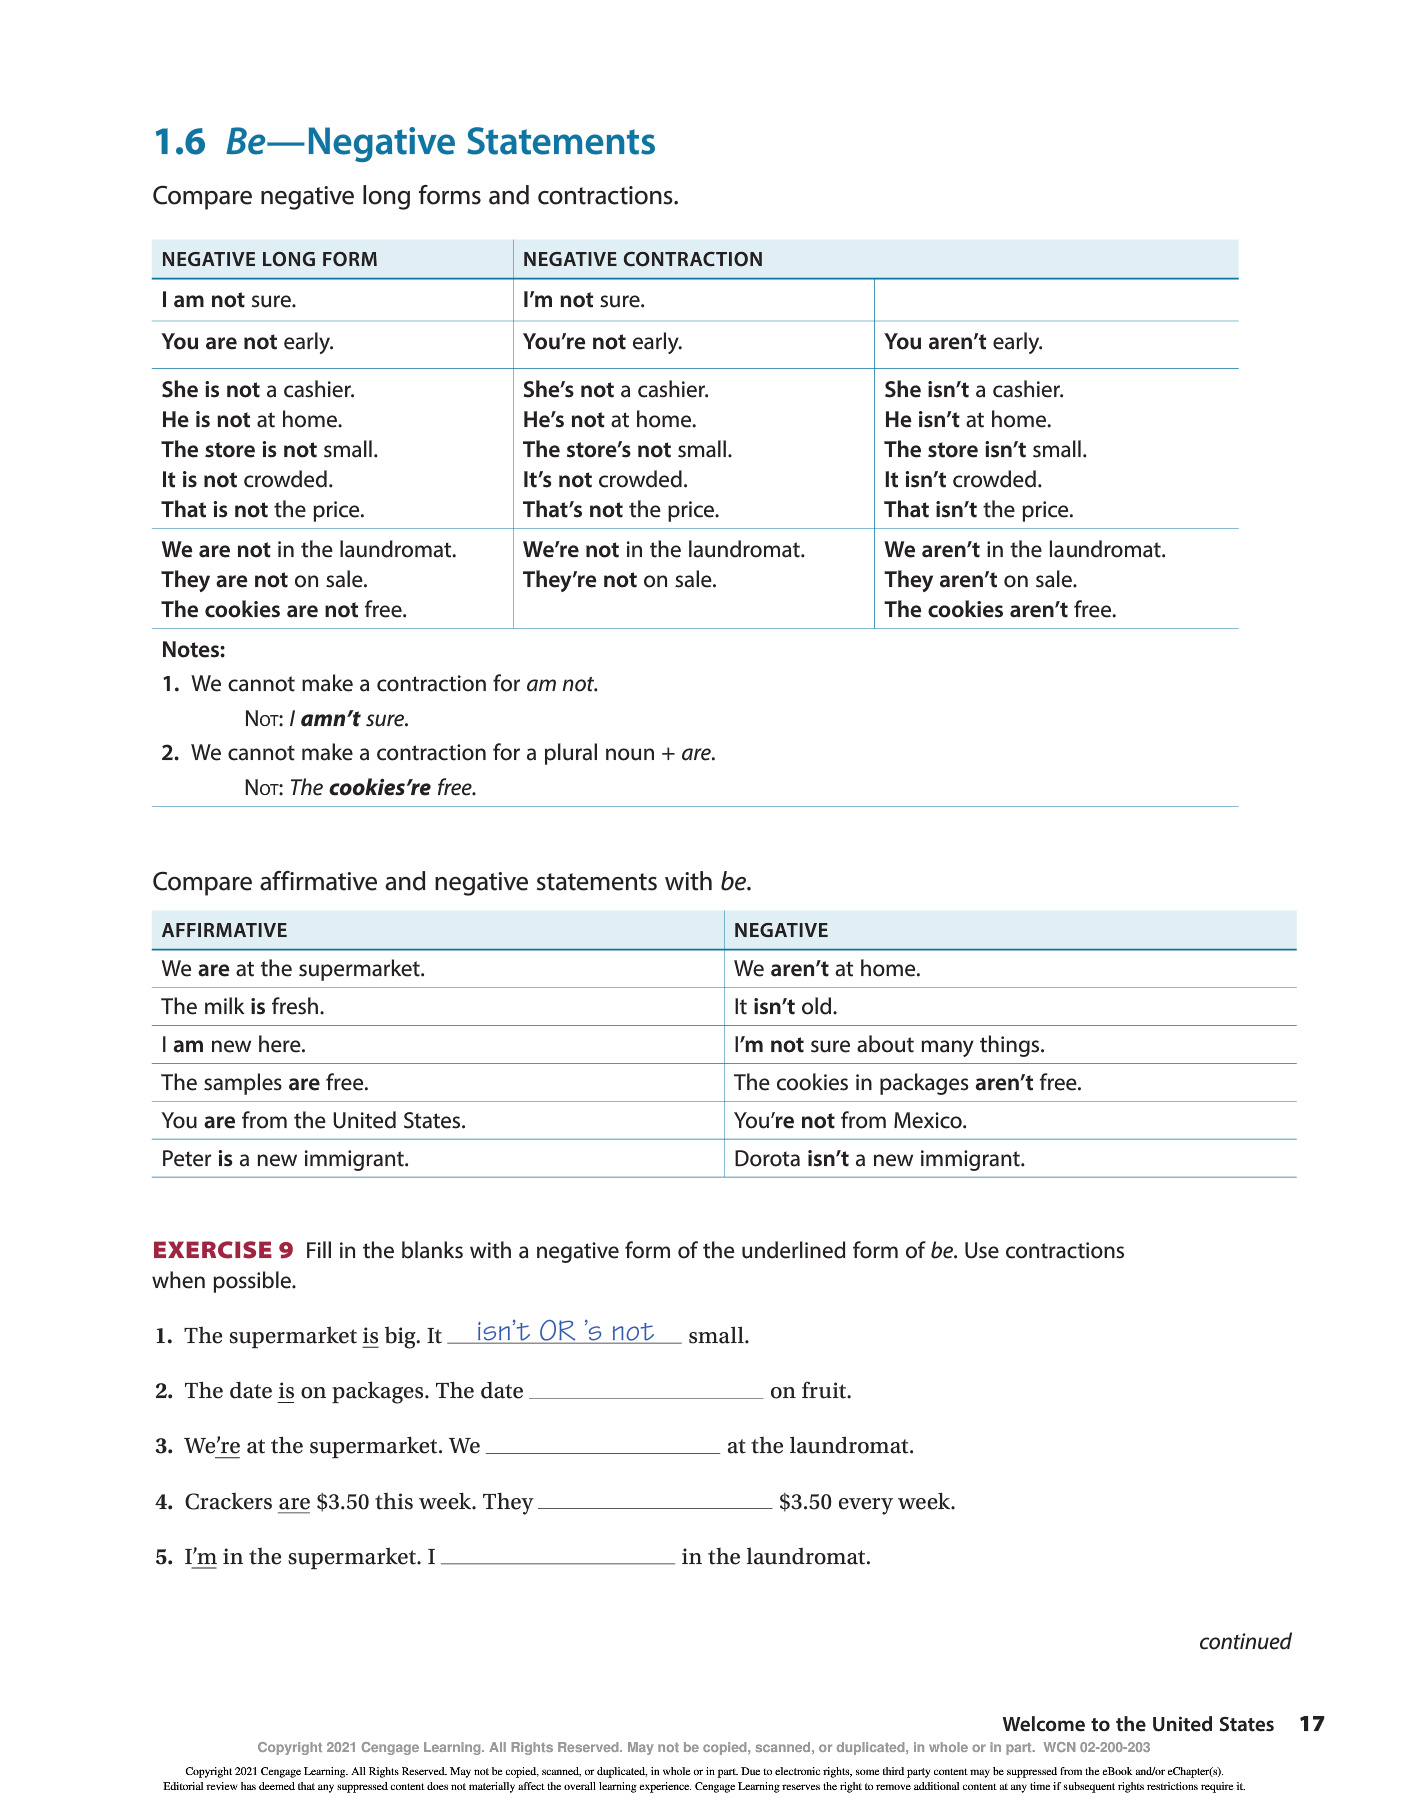 1.6 Be—Negative Statements
Compare negative long forms and contractions.
NEGATIVE LONG FORM NEGATIVE CONTRACTION
I am not sure. I'm not sure.
You are not early. You're not early. You aren't early.
She is not a cashier. She's not a cashier. She isn't a cashier.
He is not at home. He's not at home. He isn't at home.
The store is not small. The store's not small. The store isn't small.
It is not crowded. It's not crowded. It isn't crowded.
That is not the price. That's not the price. That isn't the price.
We are not in the laundromat. We're not in the laundromat. We aren't in the laundromat.
They are not on sale. They're not on sale. They aren't on sale.
The cookies are not free. The cookies aren't free.
Notes:
1. We cannot make a contraction for am not.
NOT: I amn't sure.
2. We cannot make a contraction for a plural noun + are.
NOT: The cookies're free.
Compare affirmative and negative statements with be.
AFFIRMATIVE NEGATIVE
We are at the supermarket. We aren't at home.
The milk is fresh. It isn't old.
I am new here. I'm not sure about many things.
The samples are free. The cookies in packages aren't free.
You are from the United States. You're not from Mexico.
Peter is a new immigrant. Dorota isn't a new immigrant.
EXERCISE 9 Fill in the blanks with a negative form of the underlined form of be. Use contractions
when possible.
1. The supermarket is big. It isn't OR 's not small.
2. The date is on packages. The date ____ on fruit.
3. We're at the supermarket. We ____ at the laundromat.
4. Crackers are $3.50 this week. They ____ $3.50 every week.
5. I'm in the supermarket. I ____ in the laundromat.
continued
Welcome to the United States 17
Copyright 2021 Cengage Learning. All Rights Reserved. May not be copied, scanned, or duplicated, in whole or in part. WCN 02-200-203
Copyright 2021 Cengage Learning. All Rights Reserved. May not be copied, scanned, or duplicated, in whole or in part. Due to electronic rights, some third party content may be suppressed from the eBook and/or eChapter(s).
Editorial review has deemed that any suppressed content does not materially affect the overall learning experience. Cengage Learning reserves the right to remove additional content at any time if subsequent rights restrictions require it.